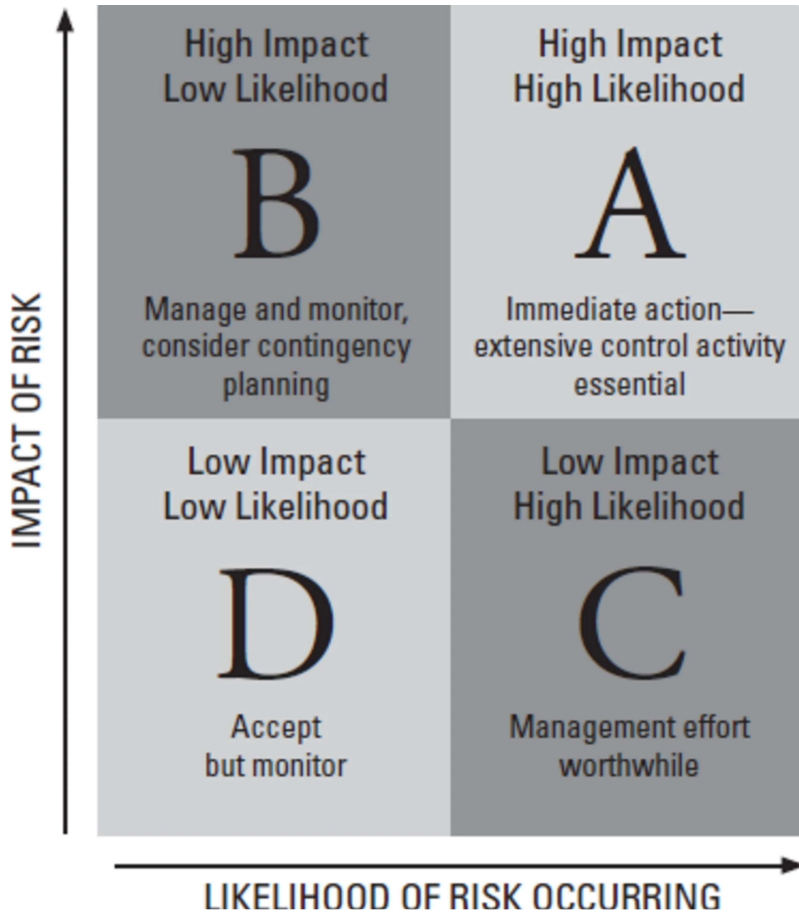 IMPACT OF RISK
High Impact
Low Likelihood
B
Manage and monitor,
consider contingency
planning
High Impact
High Likelihood
A
Immediate action—
extensive control activity
essential
Low Impact
Low Likelihood
D
Accept
but monitor
Low Impact
High Likelihood
C
Management effort
worthwhile
LIKELIHOOD OF RISK OCCURRING